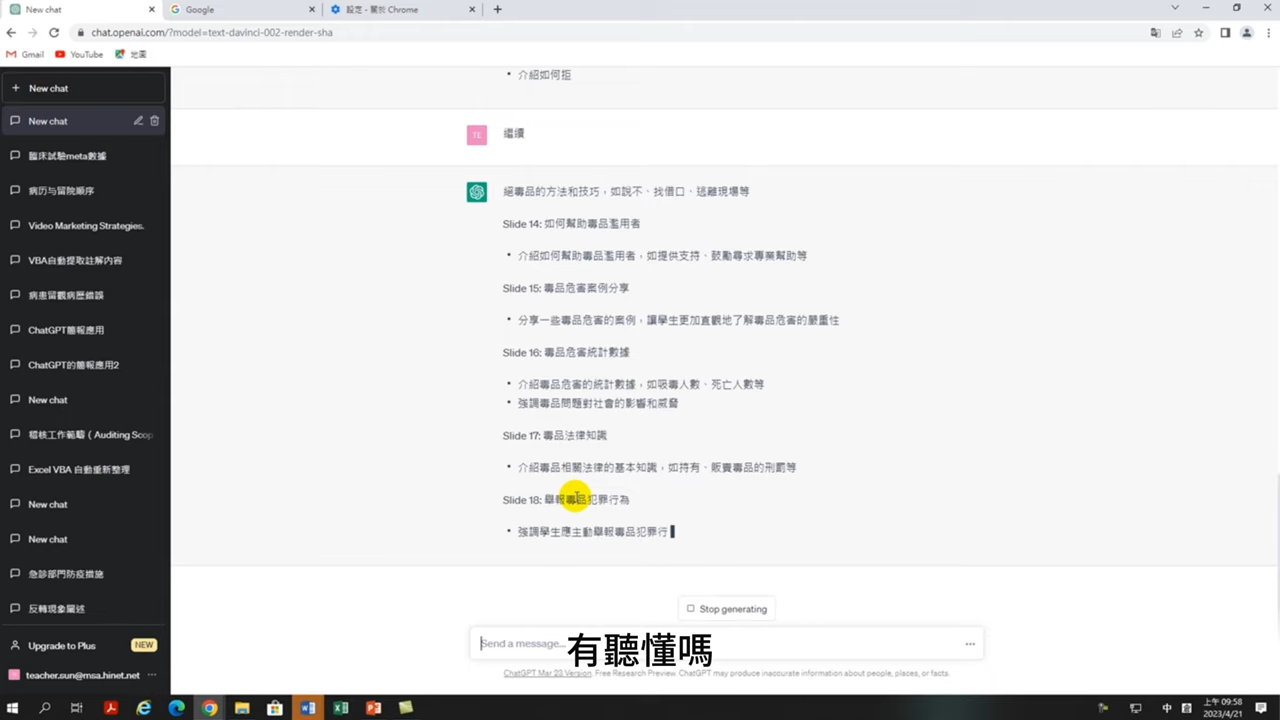 New chat
Google
設定 - 關於 Chrome
chat.openai.com/?model=text-davinci-002-render-sha
Gmail
YouTube
地圖
New chat
New chat
臨床試驗meta數據
病历与留院顺序
Video Marketing Strategies.
VBA自動提取註解內容
病患留觀病歷錯誤
ChatGPT簡報應用
ChatGPT的簡報應用2
New chat
稽核工作範疇 ( Auditing Scop
Excel VBA 自動重新整理
New chat
New chat
急診部門防疫措施
反轉現象闡述
Upgrade to Plus
NEW
teacher.sun@msa.hinet.net
• 介紹如何拒
TE
繼續
絕毒品的方法和技巧，如說不、找借口、逃離現場等
Slide 14: 如何幫助毒品濫用者
• 介紹如何幫助毒品濫用者，如提供支持、鼓勵尋求專業幫助等
Slide 15: 毒品危害案例分享
• 分享一些毒品危害的案例，讓學生更加直觀地了解毒品危害的嚴重性
Slide 16: 毒品危害統計數據
• 介紹毒品危害的統計數據，如吸毒人數、死亡人數等
• 強調毒品問題對社會的影響和威脅
Slide 17: 毒品法律知識
• 介紹毒品相關法律的基本知識，如持有、販賣毒品的刑罰等
Slide 18: 舉報毒品犯罪行為
• 強調學生應主動舉報毒品犯罪行
Stop generating
Send a message...
有聽懂嗎
ChatGPT Mar 23 Version. Free Research Preview. ChatGPT may produce inaccurate information about people, places, or facts.
中
上午 09:58
2023/4/21